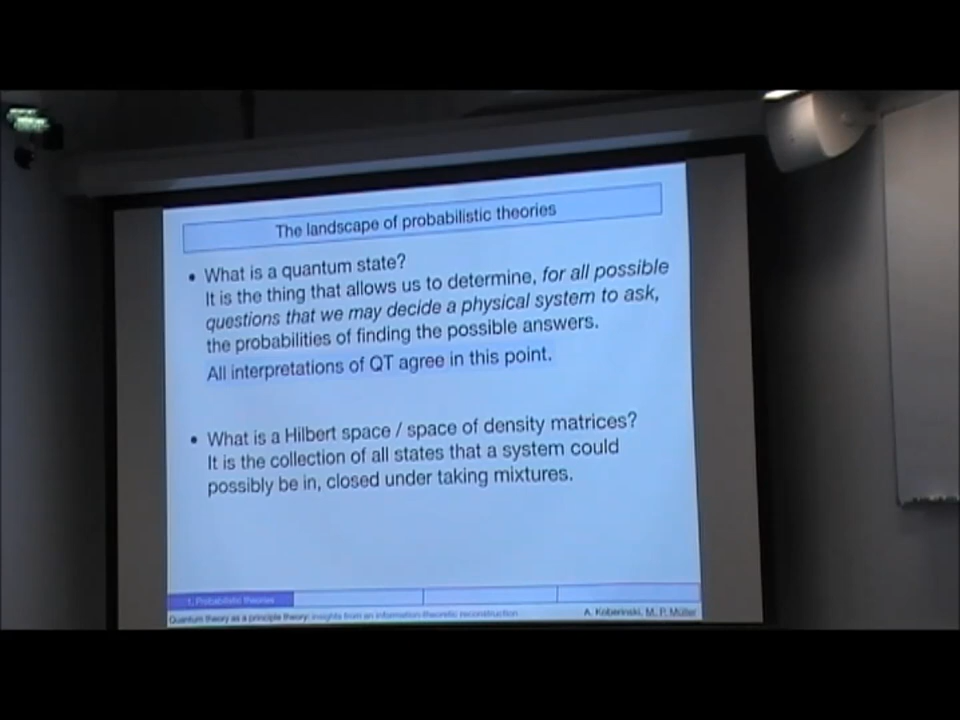 The landscape of probabilistic theories
• What is a quantum state?
It is the thing that allows us to determine, for all possible
questions that we may decide a physical system to ask,
the probabilities of finding the possible answers.
All interpretations of QT agree in this point.
• What is a Hilbert space / space of density matrices?
It is the collection of all states that a system could
possibly be in, closed under taking mixtures.
1. Probabilistic theories
Quantum theory as a principle theory: insights from an information-theoretic reconstruction
A. Koberinski, M. P. Müller